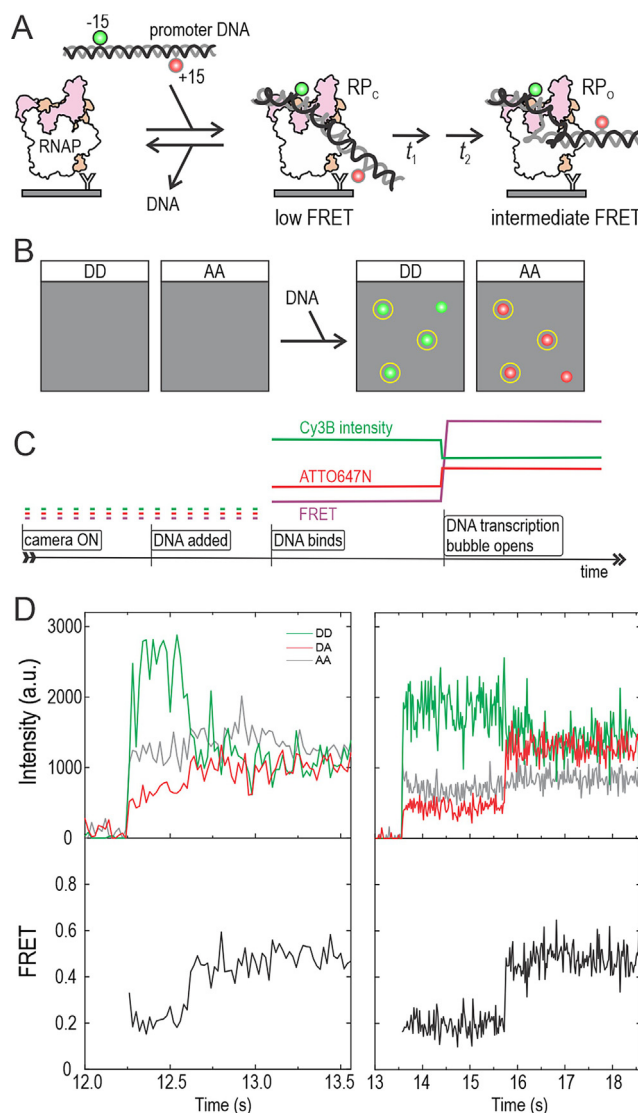 A
-15
promoter DNA
+15
RNAP
DNA
RPc
low FRET
t1
t2
RPo
intermediate FRET
B
DD
AA
DNA
DD
AA
C
Cy3B intensity
ATTO647N
FRET
camera ON
DNA added
DNA binds
DNA transcription
bubble opens
time
D
3000
2000
1000
0
Intensity (a.u.)
DD
DA
AA
0.8
0.6
0.4
0.2
0
FRET
12.0 12.5 13.0 13.5
Time (s)
13 14 15 16 17 18
Time (s)